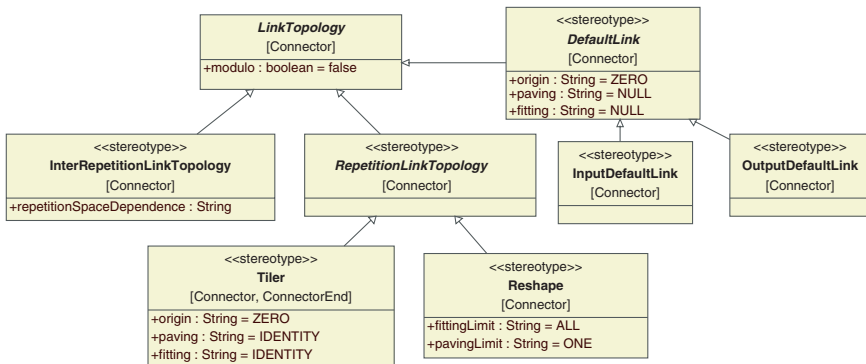 <<stereotype>>
LinkTopology
[Connector]
+modulo : boolean = false
<<stereotype>>
DefaultLink
[Connector]
+origin : String = ZERO
+paving : String = NULL
+fitting : String = NULL
<<stereotype>>
InterRepetitionLinkTopology
[Connector]
+repetitionSpaceDependence : String
<<stereotype>>
RepetitionLinkTopology
[Connector]
<<stereotype>>
InputDefaultLink
[Connector]
<<stereotype>>
OutputDefaultLink
[Connector]
<<stereotype>>
Tiler
[Connector, ConnectorEnd]
+origin : String = ZERO
+paving : String = IDENTITY
+fitting : String = IDENTITY
<<stereotype>>
Reshape
[Connector]
+fittingLimit : String = ALL
+pavingLimit : String = ONE